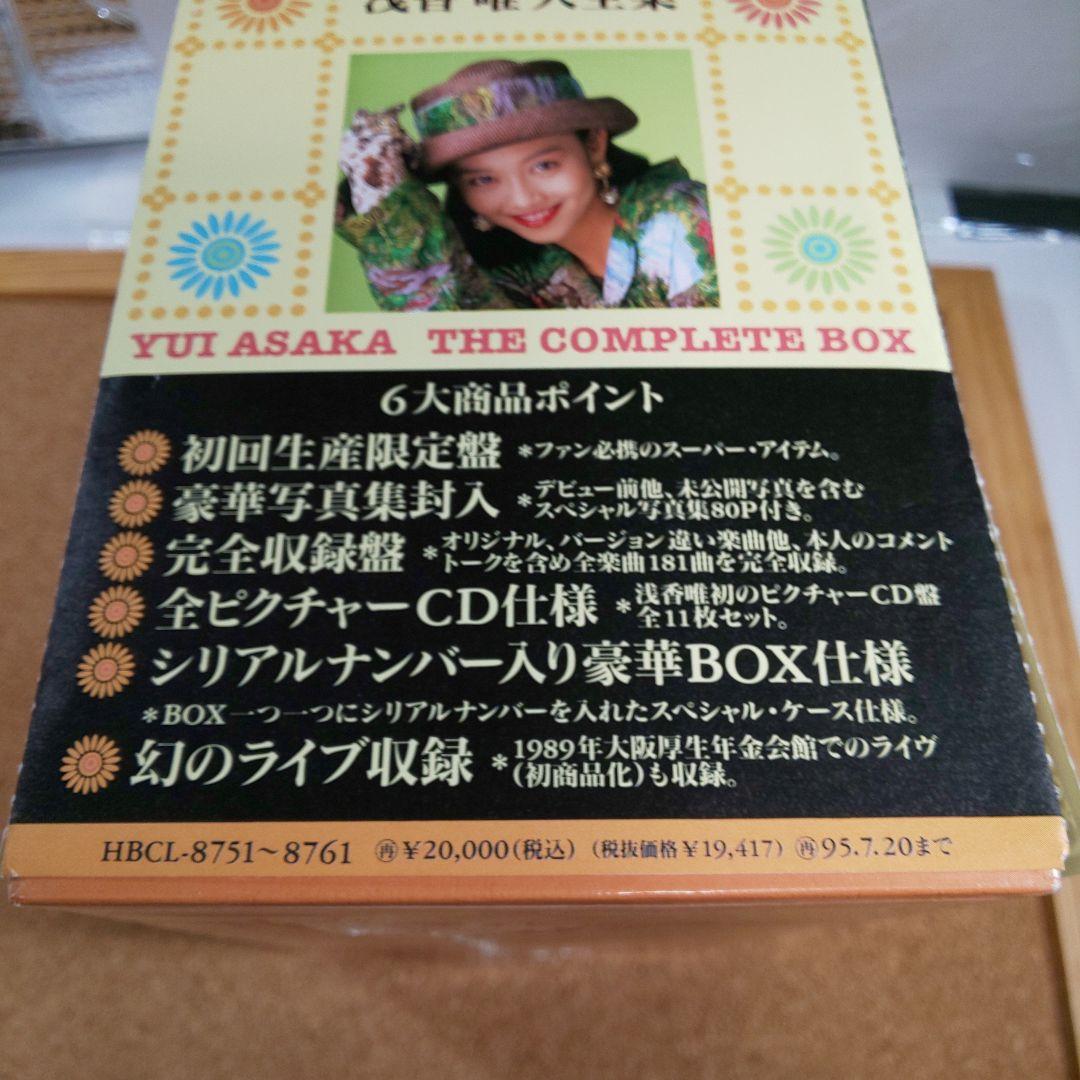 浅香 唯 大全集
YUI ASAKA THE COMPLETE BOX
6大商品ポイント
初回生産限定盤 *ファン必携のスーパー・アイテム。
豪華写真集封入 *デビュー前他、未公開写真を含む
スペシャル写真集80P付き。
完全収録盤 *オリジナル、バージョン違い楽曲他、本人のコメント
トークを含め全楽曲181曲を完全収録。
全ピクチャーCD仕様 *浅香唯初のピクチャーCD盤
全11枚セット。
シリアルナンバー入り豪華BOX仕様
*BOX一つ一つにシリアルナンバーを入れたスペシャル・ケース仕様。
幻のライブ収録 *1989年大阪厚生年金会館でのライヴ
(初商品化)も収録。
HBCL-8751〜8761 ㊢¥20,000(税込) (税抜価格¥19,417) ㊢95.7.20まで